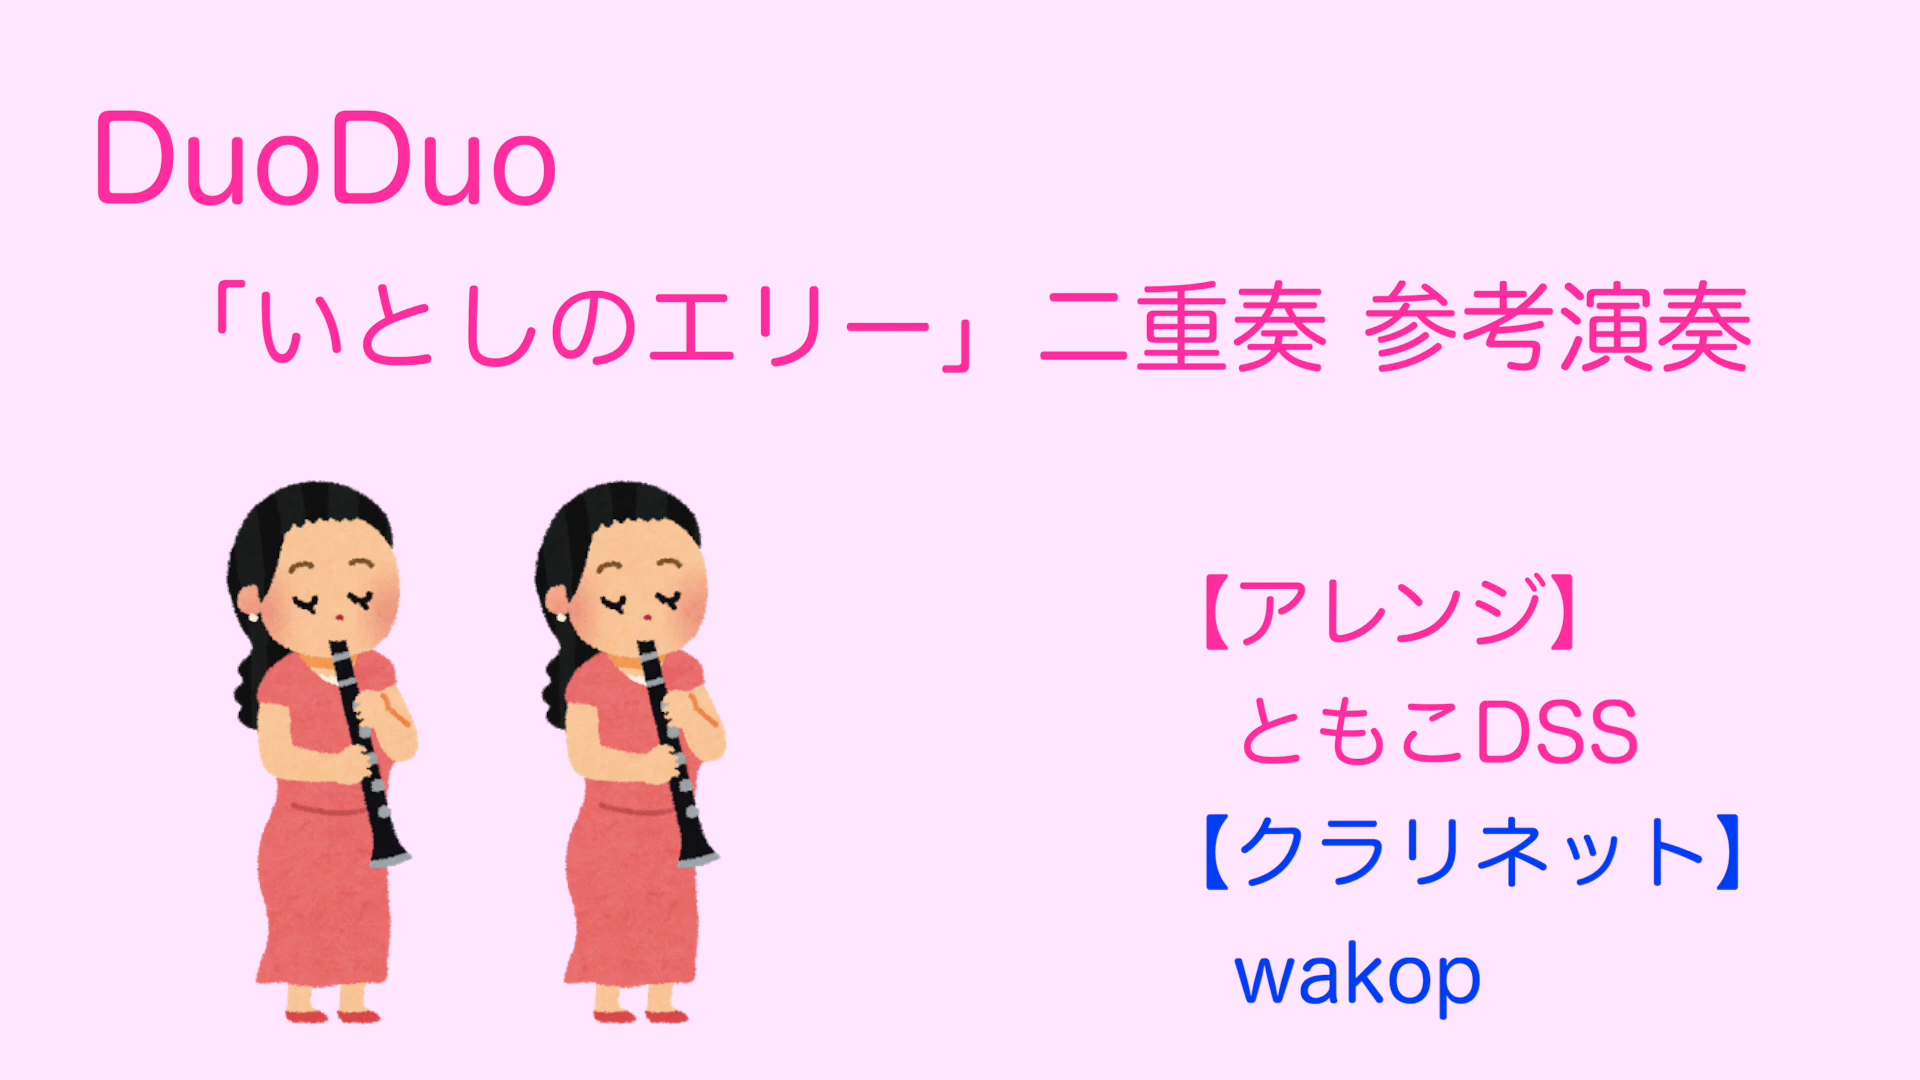 DuoDuo
「いとしのエリー」二重奏 参考演奏
【アレンジ】
ともこDSS
【クラリネット】
wakop